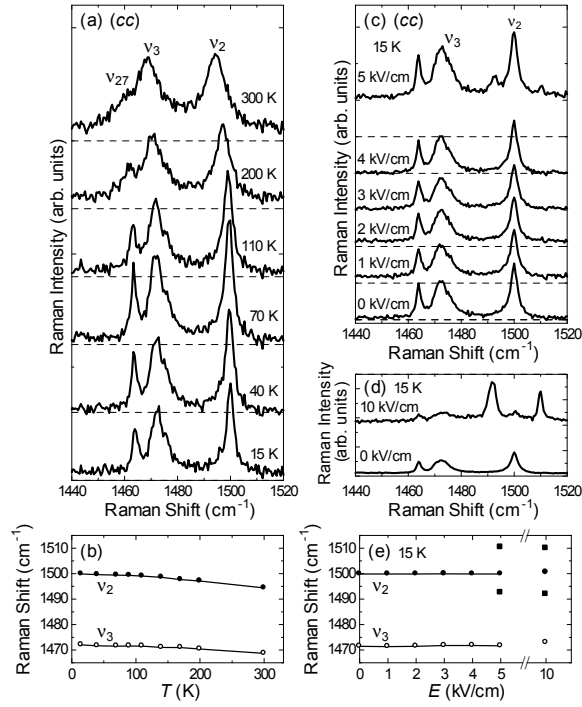 (a) (cc)
ν27
ν3
ν2
300 K
200 K
110 K
70 K
40 K
15 K
Raman Intensity (arb. units)
1440 1460 1480 1500 1520
Raman Shift (cm⁻¹)
(c) (cc)
15 K
ν3
ν2
5 kV/cm
4 kV/cm
3 kV/cm
2 kV/cm
1 kV/cm
0 kV/cm
Raman Intensity (arb. units)
1440 1460 1480 1500 1520
Raman Shift (cm⁻¹)
(d)
15 K
10 kV/cm
0 kV/cm
Raman Intensity
(arb. units)
1440 1460 1480 1500 1520
Raman Shift (cm⁻¹)
(b)
ν2
ν3
1510
1500
1490
1480
1470
Raman Shift (cm⁻¹)
0 100 200 300
T (K)
(e) 15 K
ν2
ν3
1510
1500
1490
1480
1470
Raman Shift (cm⁻¹)
0 1 2 3 4 5 10
E (kV/cm)